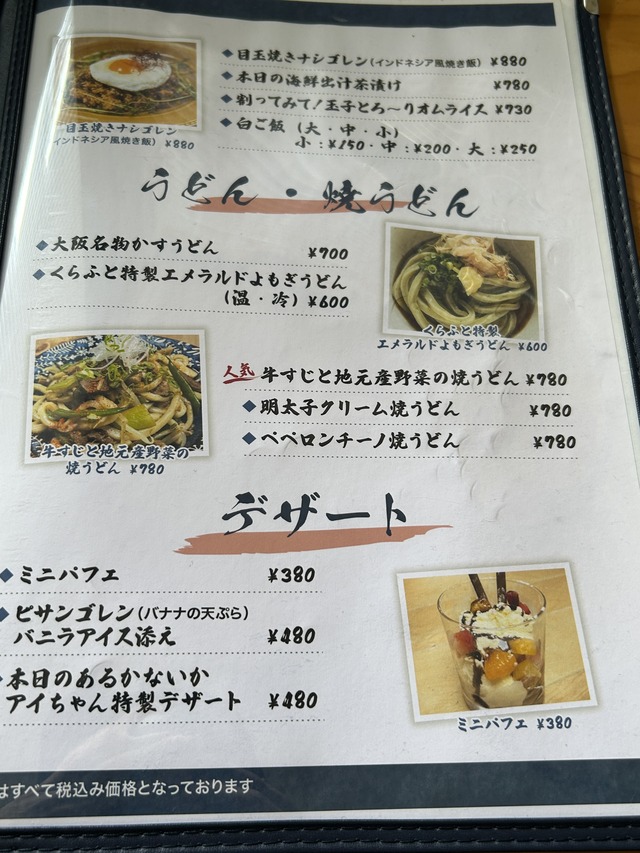 目玉焼きナシゴレン(インドネシア風焼き飯) ¥880
本日の海鮮出汁茶漬け ¥780
割ってみて!玉子とろ〜りオムライス ¥730
白ご飯 (大・中・小)
小:¥150・中:¥200・大:¥250
目玉焼きナシゴレン
インドネシア風焼き飯) ¥880
うどん・焼うどん
大阪名物かすうどん ¥700
くらふと特製エメラルドよもぎうどん
(温・冷) ¥600
くらふと特製
エメラルドよもぎうどん ¥600
人気 牛すじと地元産野菜の焼うどん ¥780
明太子クリーム焼うどん ¥780
ペペロンチーノ焼うどん ¥780
牛すじと地元産野菜の
焼うどん ¥780
デザート
ミニパフェ ¥380
ピサンゴレン(バナナの天ぷら)
バニラアイス添え ¥480
本日のあるかないか
アイちゃん特製デザート ¥480
ミニパフェ ¥380
はすべて税込み価格となっております